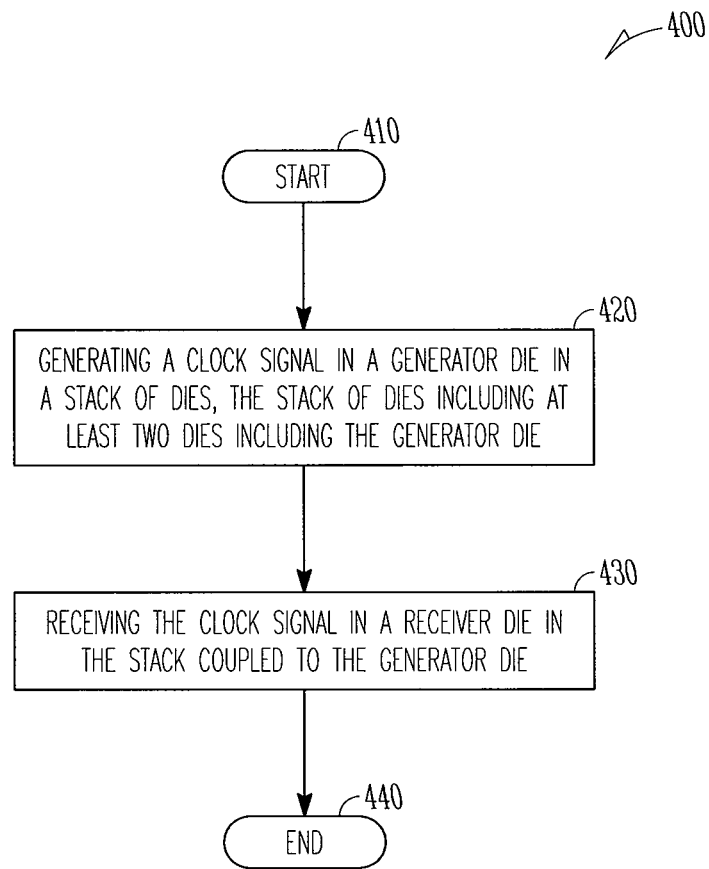 400
410
START
420
GENERATING A CLOCK SIGNAL IN A GENERATOR DIE IN
A STACK OF DIES, THE STACK OF DIES INCLUDING AT
LEAST TWO DIES INCLUDING THE GENERATOR DIE
430
RECEIVING THE CLOCK SIGNAL IN A RECEIVER DIE IN
THE STACK COUPLED TO THE GENERATOR DIE
440
END